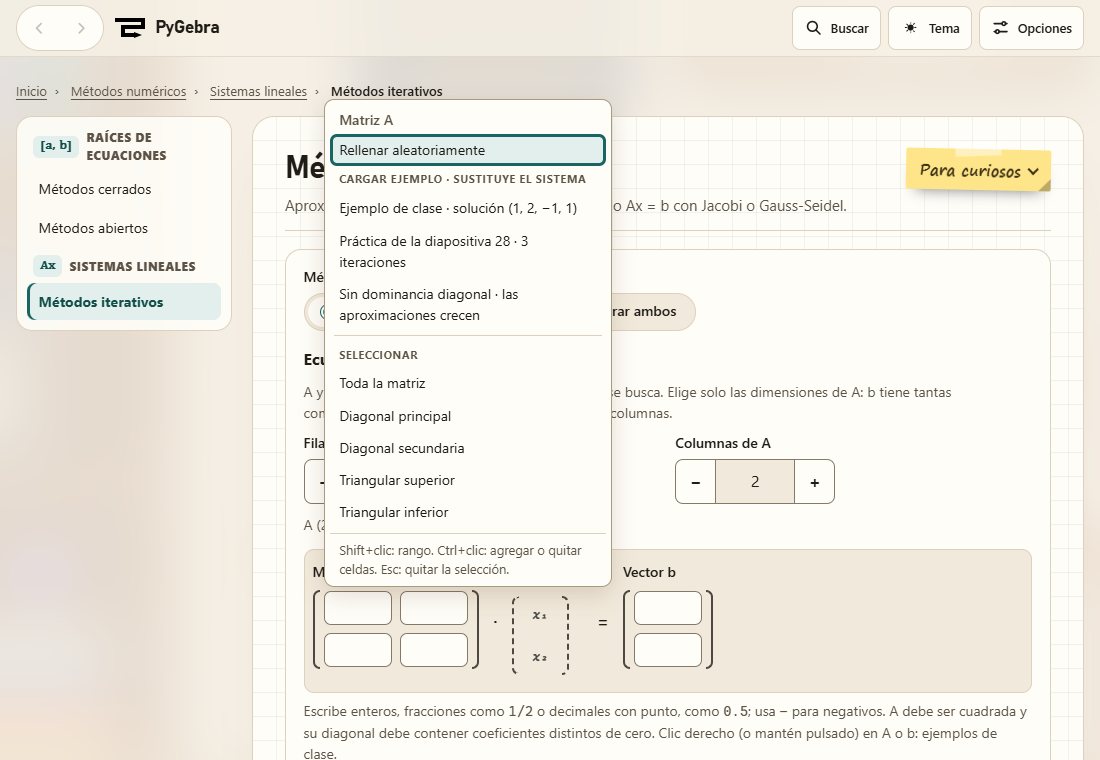 PyGebra
Buscar
Tema
Opciones
Inicio › Métodos numéricos › Sistemas lineales › Métodos iterativos
[a, b] RAÍCES DE
ECUACIONES
Métodos cerrados
Métodos abiertos
Ax SISTEMAS LINEALES
Métodos iterativos
Matriz A
Rellenar aleatoriamente
CARGAR EJEMPLO · SUSTITUYE EL SISTEMA
Ejemplo de clase · solución (1, 2, −1, 1)
Práctica de la diapositiva 28 · 3
iteraciones
Sin dominancia diagonal · las
aproximaciones crecen
SELECCIONAR
Toda la matriz
Diagonal principal
Diagonal secundaria
Triangular superior
Triangular inferior
Shift+clic: rango. Ctrl+clic: agregar o quitar
celdas. Esc: quitar la selección.
Mé
Para curiosos
Aprox
o Ax = b con Jacobi o Gauss-Seidel.
Mé
rar ambos
Ecu
A y
se busca. Elige solo las dimensiones de A: b tiene tantas
com
columnas.
Fila
Columnas de A
− 2 +
A (2
M
Vector b
· x₁ =
x₂
Escribe enteros, fracciones como 1/2 o decimales con punto, como 0.5; usa − para negativos. A debe ser cuadrada y
su diagonal debe contener coeficientes distintos de cero. Clic derecho (o mantén pulsado) en A o b: ejemplos de
clase.